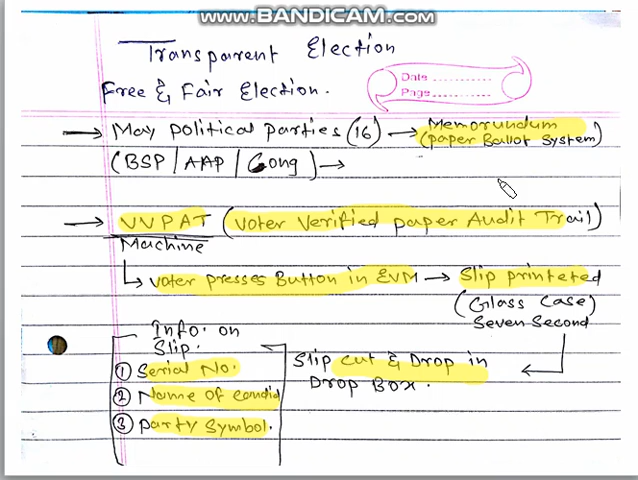 www.BANDICAM.com
Transparent Election
Free & Fair Election.
Date ............
Page ............
→ May political parties (16) → Memorundum
(paper Ballot System)
(BSP / AAP / Cong) →
→ VVPAT (Voter Verified paper Audit Trail)
Machine
↳ Voter presses Button in EVM → Slip printeted
(Glass Case)
Seven Second
Info. on
Slip.
① Serial No.
② Name of candid
③ party Symbol.
Slip cut & Drop in
Drop Box.